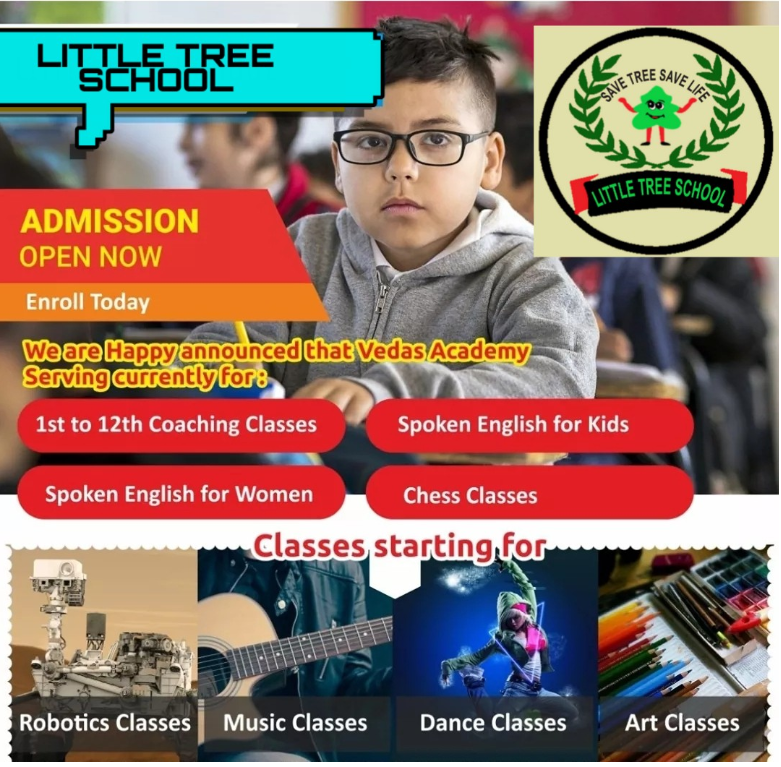 LITTLE TREE
SCHOOL
SAVE TREE SAVE LIFE
LITTLE TREE SCHOOL
ADMISSION
OPEN NOW
Enroll Today
We are Happy announced that Vedas Academy
Serving currently for :
1st to 12th Coaching Classes
Spoken English for Kids
Spoken English for Women
Chess Classes
Classes starting for
Robotics Classes
Music Classes
Dance Classes
Art Classes